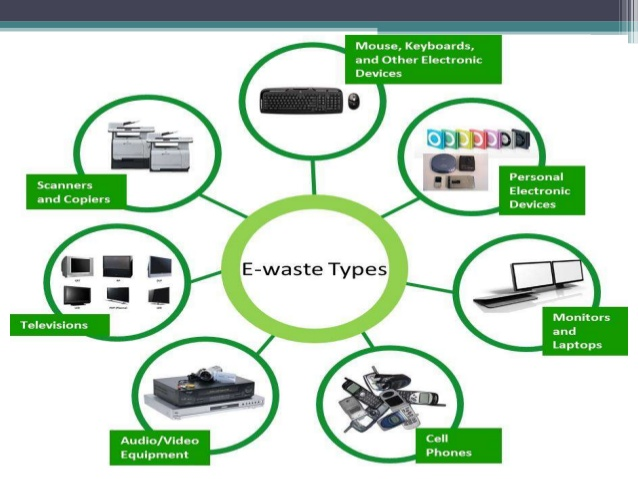 Mouse, Keyboards,
and Other Electronic
Devices
Personal
Electronic
Devices
Monitors
and
Laptops
Cell
Phones
Audio/Video
Equipment
Televisions
Scanners
and Copiers
E-waste Types